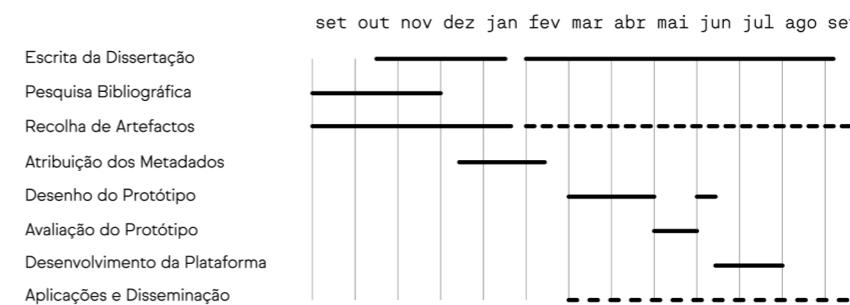 set out nov dez jan fev mar abr mai jun jul ago se
Escrita da Dissertação
Pesquisa Bibliográfica
Recolha de Artefactos
Atribuição dos Metadados
Desenho do Protótipo
Avaliação do Protótipo
Desenvolvimento da Plataforma
Aplicações e Disseminação